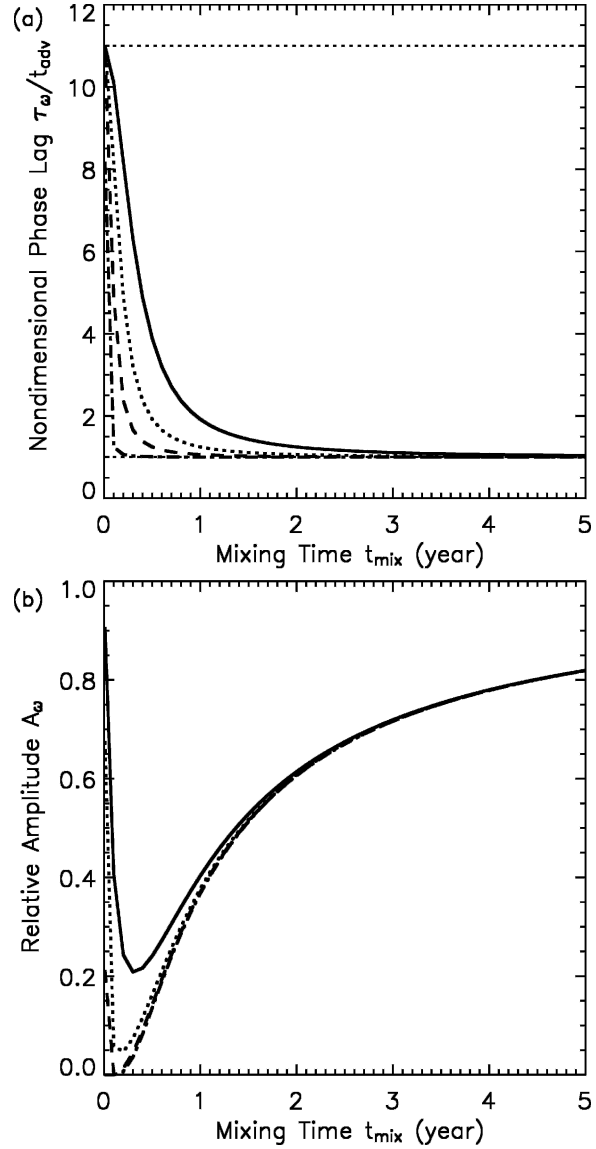 (a)
Nondimensional Phase Lag τω/tadv
12
10
8
6
4
2
0
0 1 2 3 4 5
Mixing Time tmix (year)
(b)
Relative Amplitude Aω
1.0
0.8
0.6
0.4
0.2
0.0
0 1 2 3 4 5
Mixing Time tmix (year)